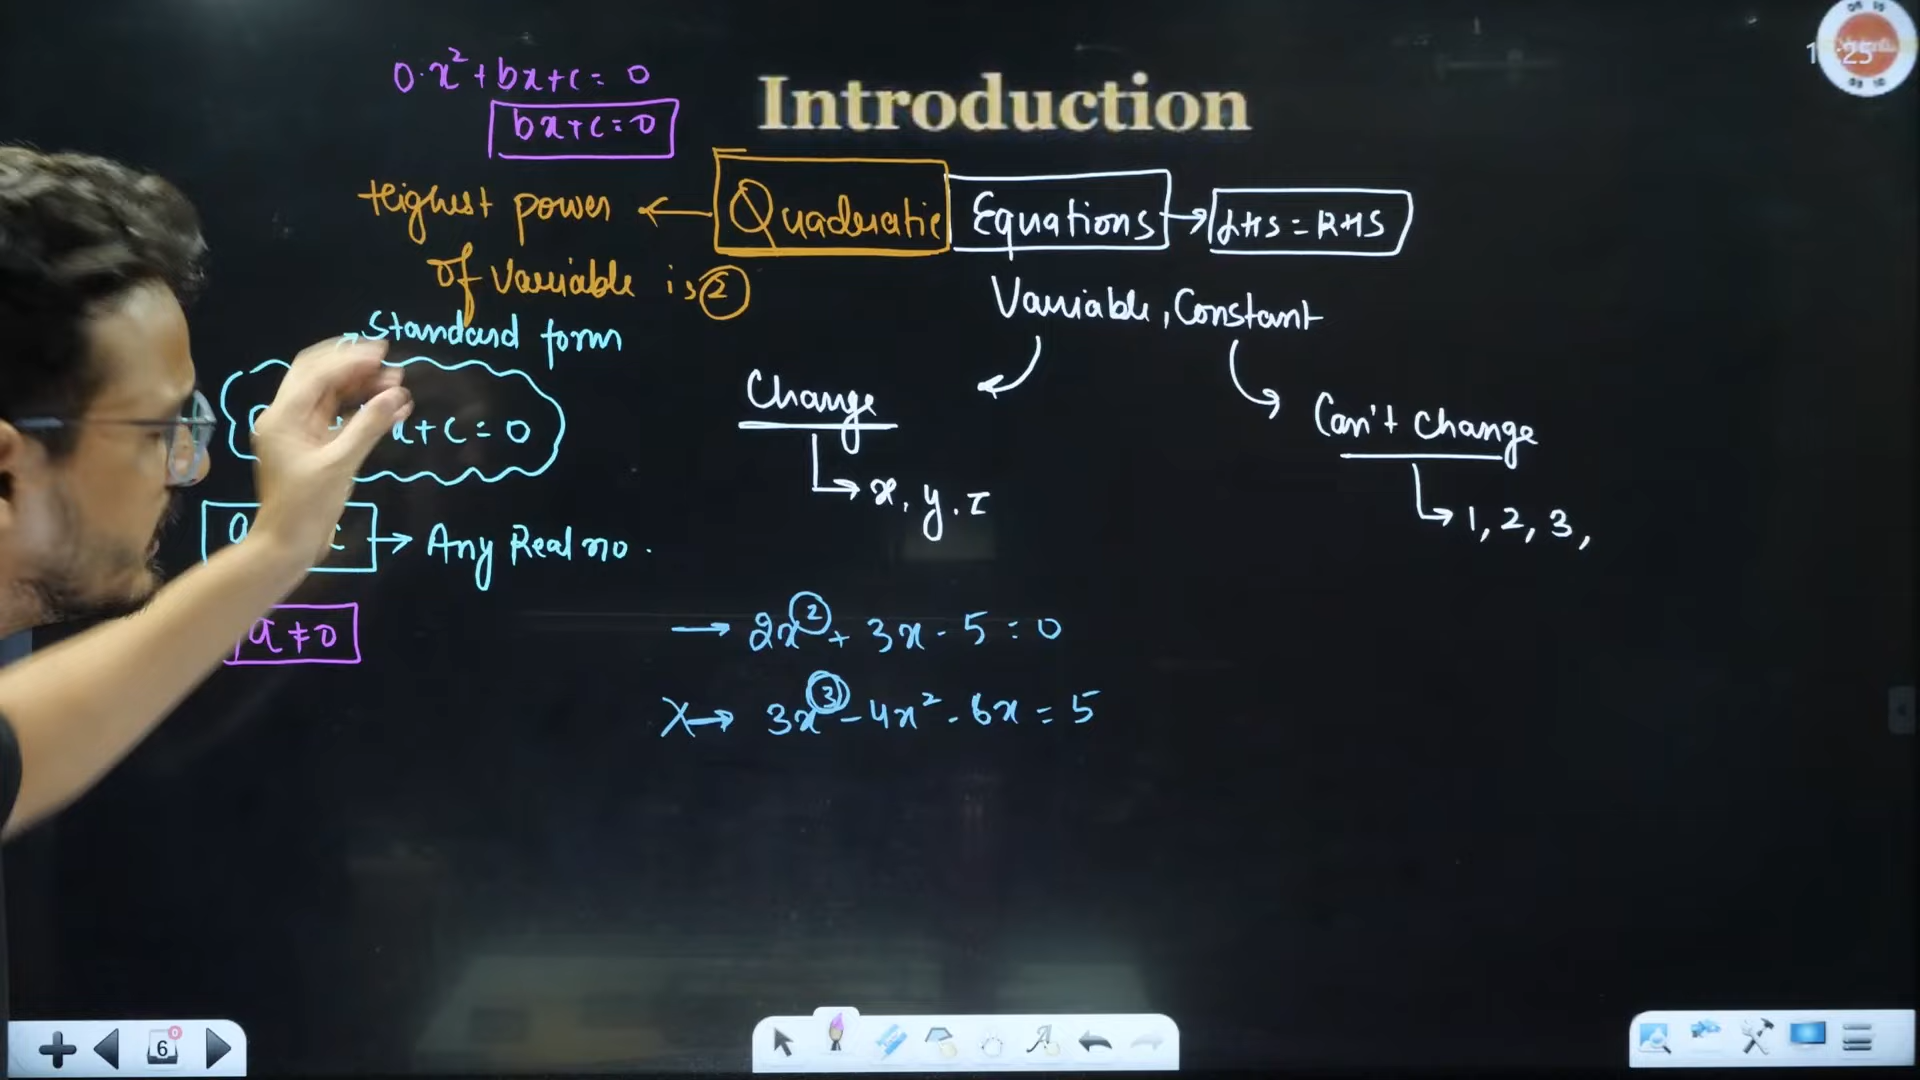 0·x²+bx+c=0
bx+c=0
Introduction
Highest power
of variable is 2
Quadratic Equations → LHS = RHS
Variable, Constant
Standard form
x+c=0
Change
Can't change
→ x, y, z
→ 1, 2, 3,
→ Any Real no.
a≠0
→ 2x²+3x-5=0
X→ 3x³-4x²-6x=5
6
0